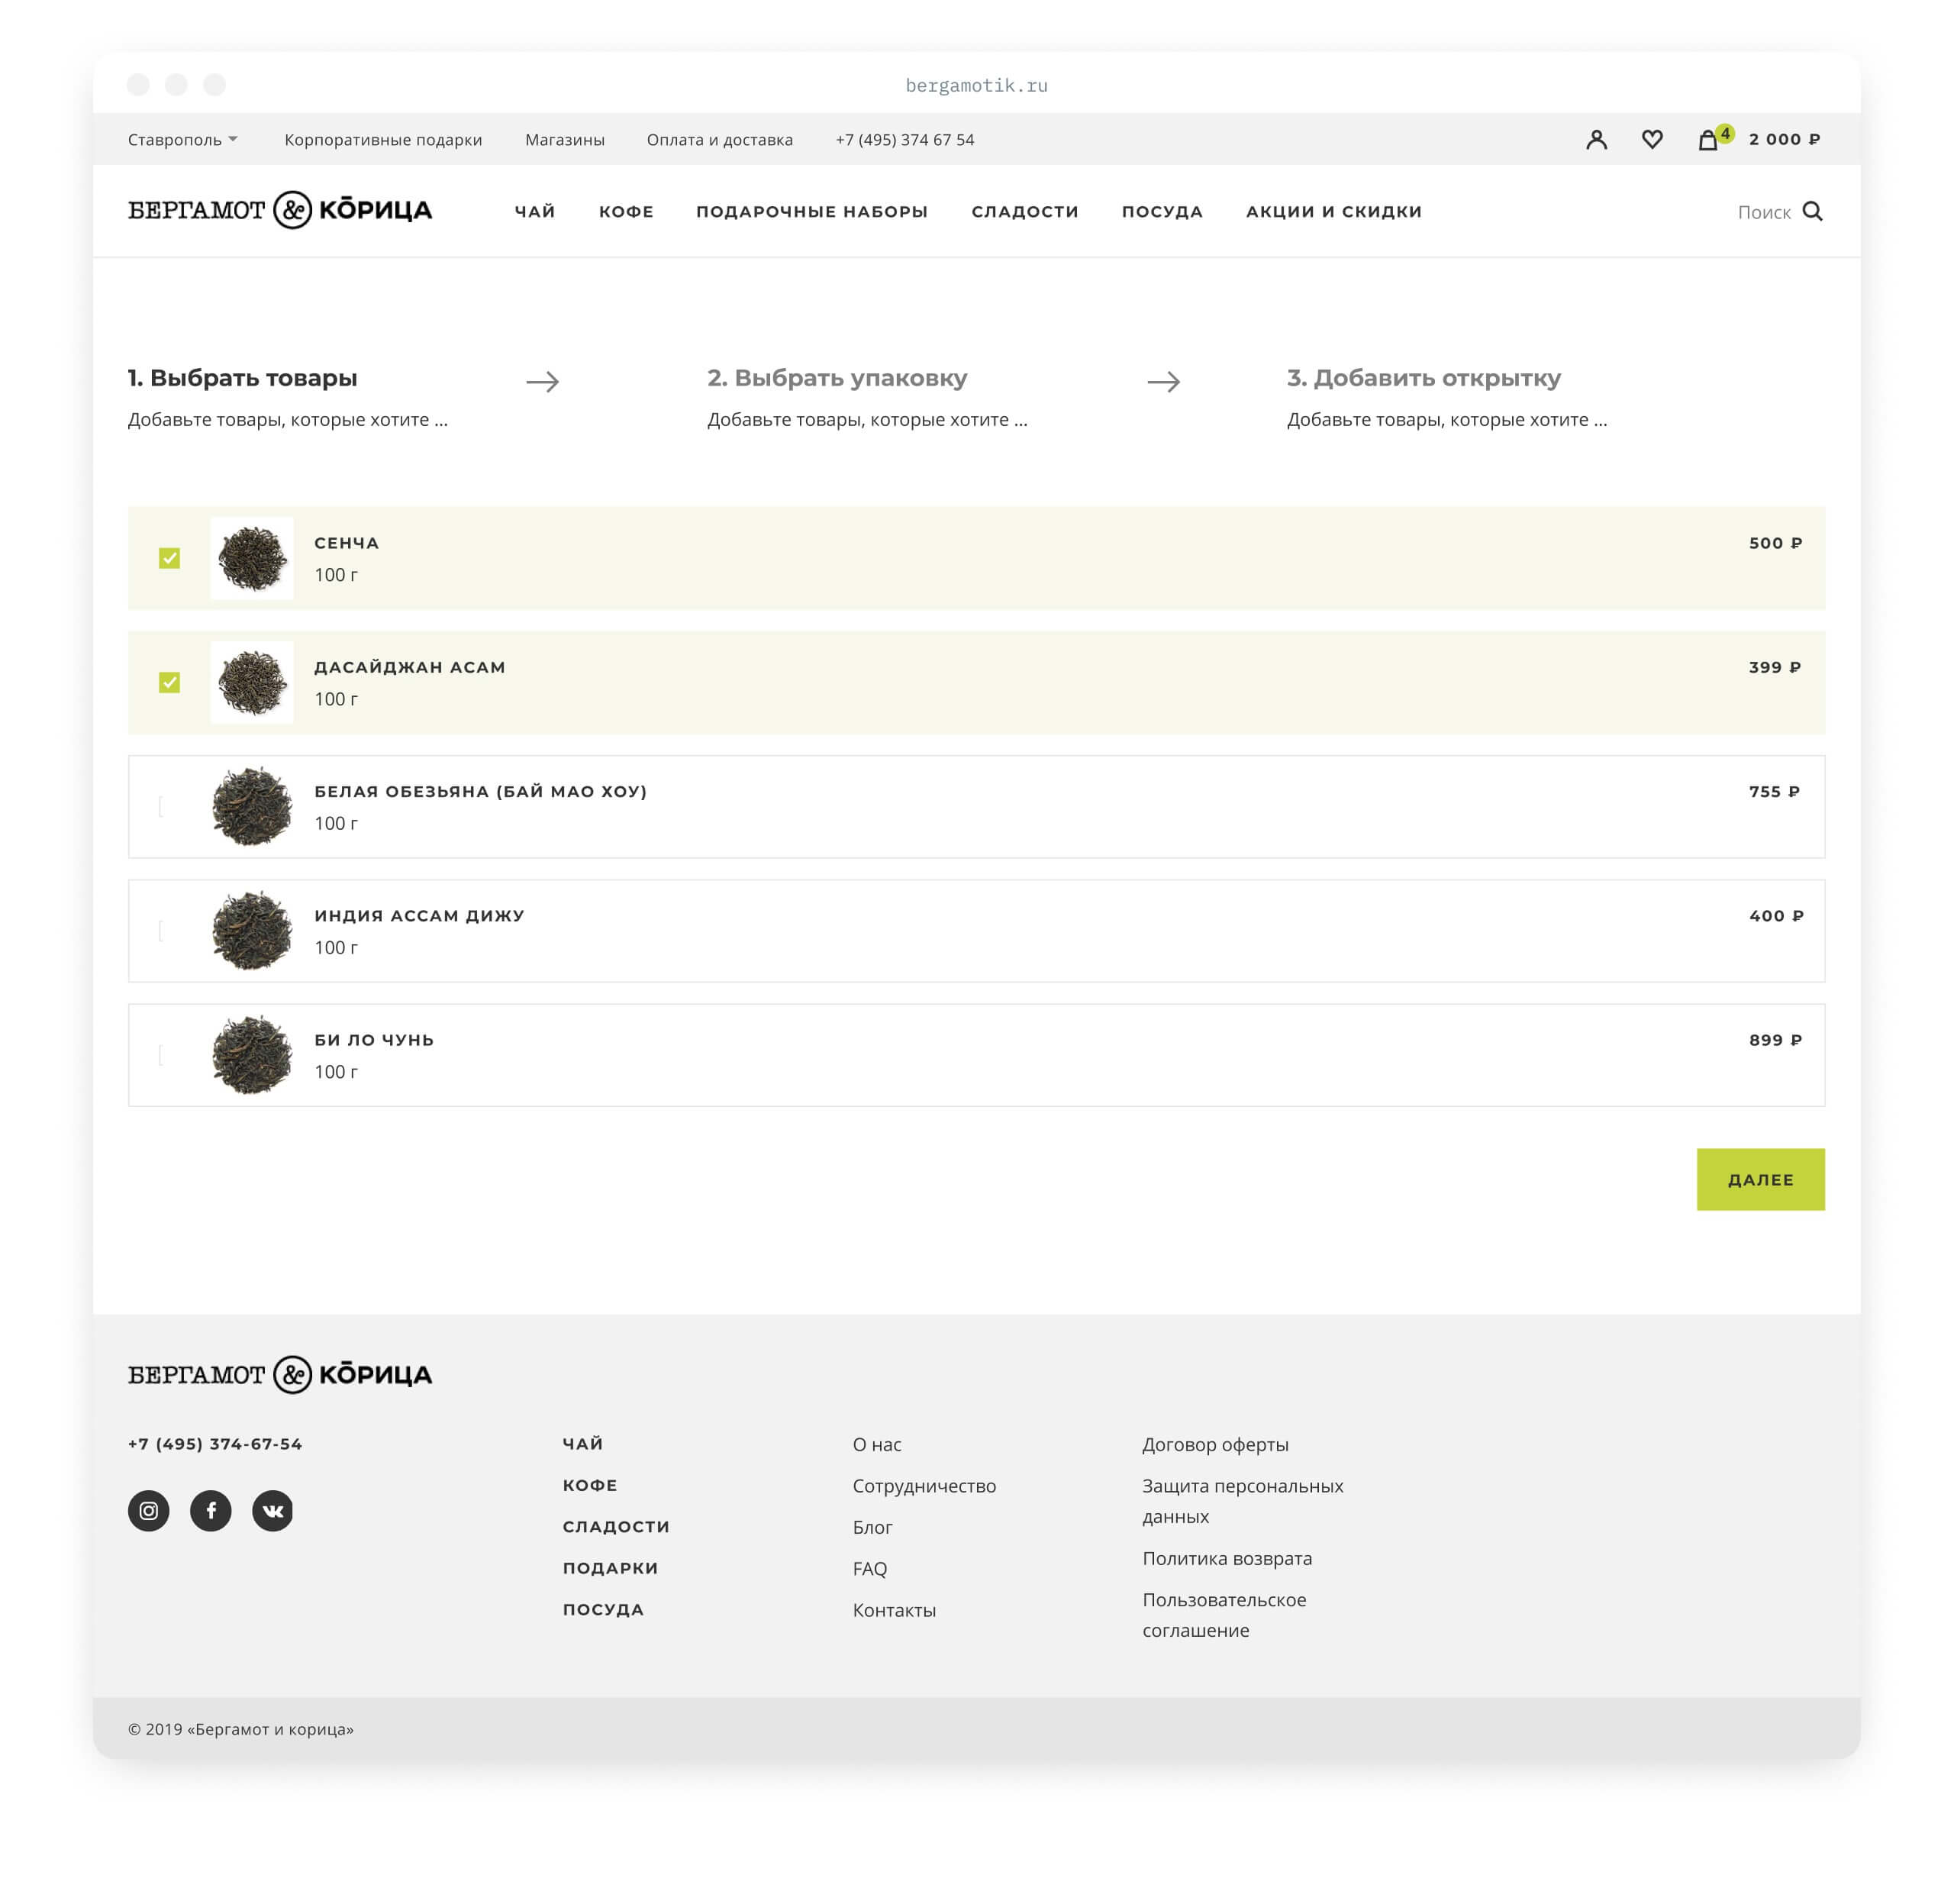 bergamotik.ru
Ставрополь Корпоративные подарки Магазины Оплата и доставка +7 (495) 374 67 54 4 2 000 ₽
БЕРГАМОТ & КО̄РИЦА ЧАЙ КОФЕ ПОДАРОЧНЫЕ НАБОРЫ СЛАДОСТИ ПОСУДА АКЦИИ И СКИДКИ Поиск
1. Выбрать товары
Добавьте товары, которые хотите ...
2. Выбрать упаковку
Добавьте товары, которые хотите ...
3. Добавить открытку
Добавьте товары, которые хотите ...
СЕНЧА 500 ₽
100 г
ДАСАЙДЖАН АСАМ 399 ₽
100 г
БЕЛАЯ ОБЕЗЬЯНА (БАЙ МАО ХОУ) 755 ₽
100 г
ИНДИЯ АССАМ ДИЖУ 400 ₽
100 г
БИ ЛО ЧУНЬ 899 ₽
100 г
ДАЛЕЕ
БЕРГАМОТ & КО̄РИЦА
+7 (495) 374-67-54
ЧАЙ
КОФЕ
СЛАДОСТИ
ПОДАРКИ
ПОСУДА
О нас
Сотрудничество
Блог
FAQ
Контакты
Договор оферты
Защита персональных
данных
Политика возврата
Пользовательское
соглашение
© 2019 «Бергамот и корица»